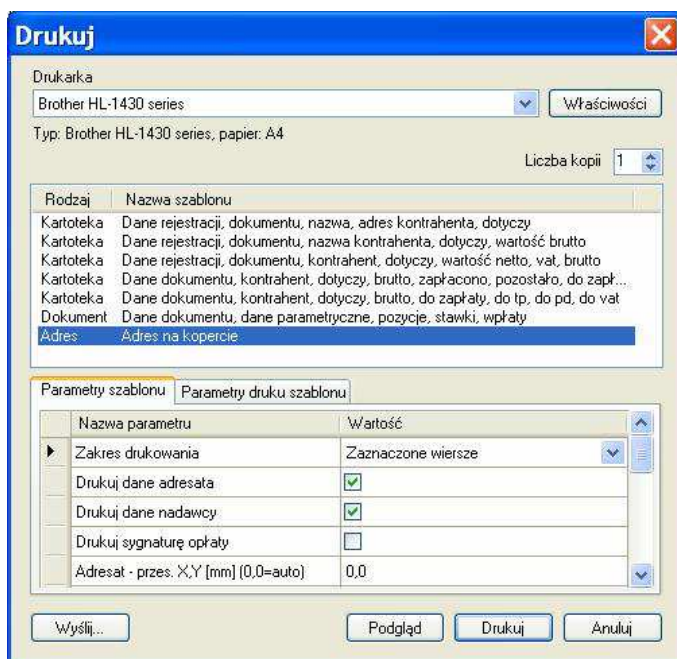 Drukuj
Drukarka
Brother HL-1430 series
Właściwości
Typ: Brother HL-1430 series, papier: A4
Liczba kopii 1
Rodzaj Nazwa szablonu
Kartoteka Dane rejestracji, dokumentu, nazwa, adres kontrahenta, dotyczy
Kartoteka Dane rejestracji, dokumentu, nazwa kontrahenta, dotyczy, wartość brutto
Kartoteka Dane rejestracji, dokumentu, kontrahent, dotyczy, wartość netto, vat, brutto
Kartoteka Dane dokumentu, kontrahent, dotyczy, brutto, zapłacono, pozostało, do zapł...
Kartoteka Dane dokumentu, kontrahent, dotyczy, brutto, do zapłaty, do tp, do pd, do vat
Dokument Dane dokumentu, dane parametryczne, pozycje, stawki, wpłaty
Adres Adres na kopercie
Parametry szablonu Parametry druku szablonu
Nazwa parametru Wartość
Zakres drukowania Zaznaczone wiersze
Drukuj dane adresata
Drukuj dane nadawcy
Drukuj sygnaturę opłaty
Adresat - przes. X,Y [mm] (0,0=auto) 0,0
Wyślij... Podgląd Drukuj Anuluj